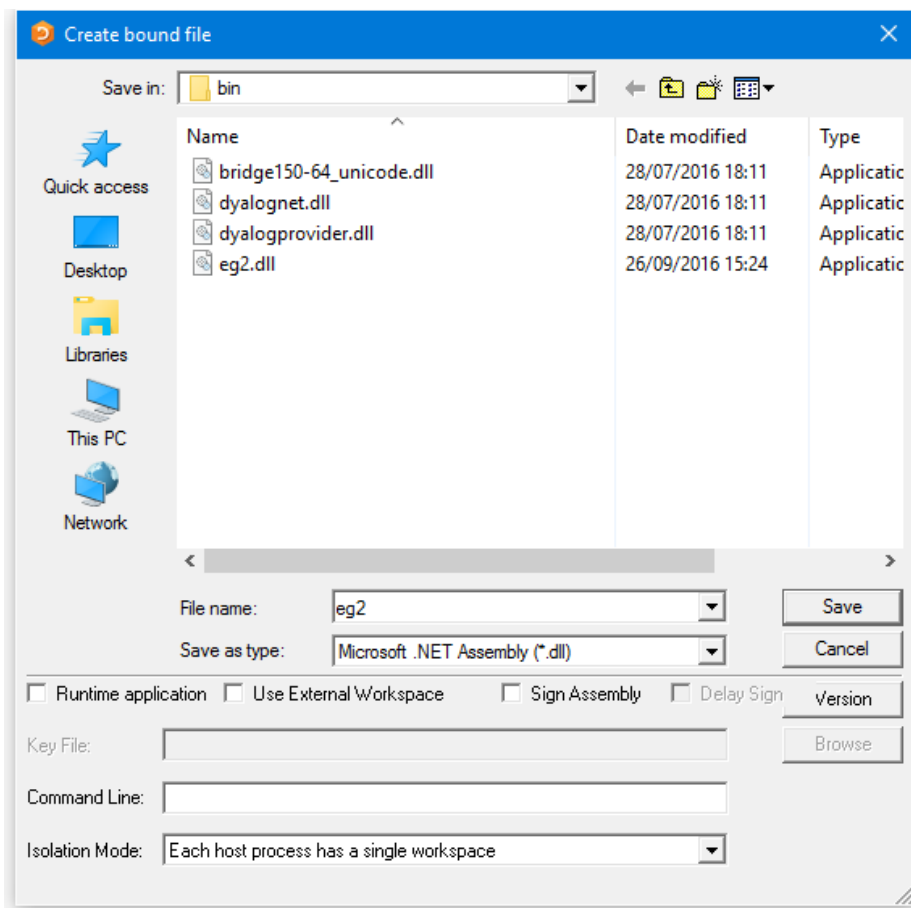 Create bound file
Save in: bin
Name Date modified Type
bridge150-64_unicode.dll 28/07/2016 18:11 Applicatic
dyalognet.dll 28/07/2016 18:11 Applicatic
dyalogprovider.dll 28/07/2016 18:11 Applicatic
eg2.dll 26/09/2016 15:24 Applicatic
Quick access
Desktop
Libraries
This PC
Network
File name: eg2 Save
Save as type: Microsoft .NET Assembly (*.dll) Cancel
Runtime application Use External Workspace Sign Assembly Delay Sign Version
Key File: Browse
Command Line:
Isolation Mode: Each host process has a single workspace